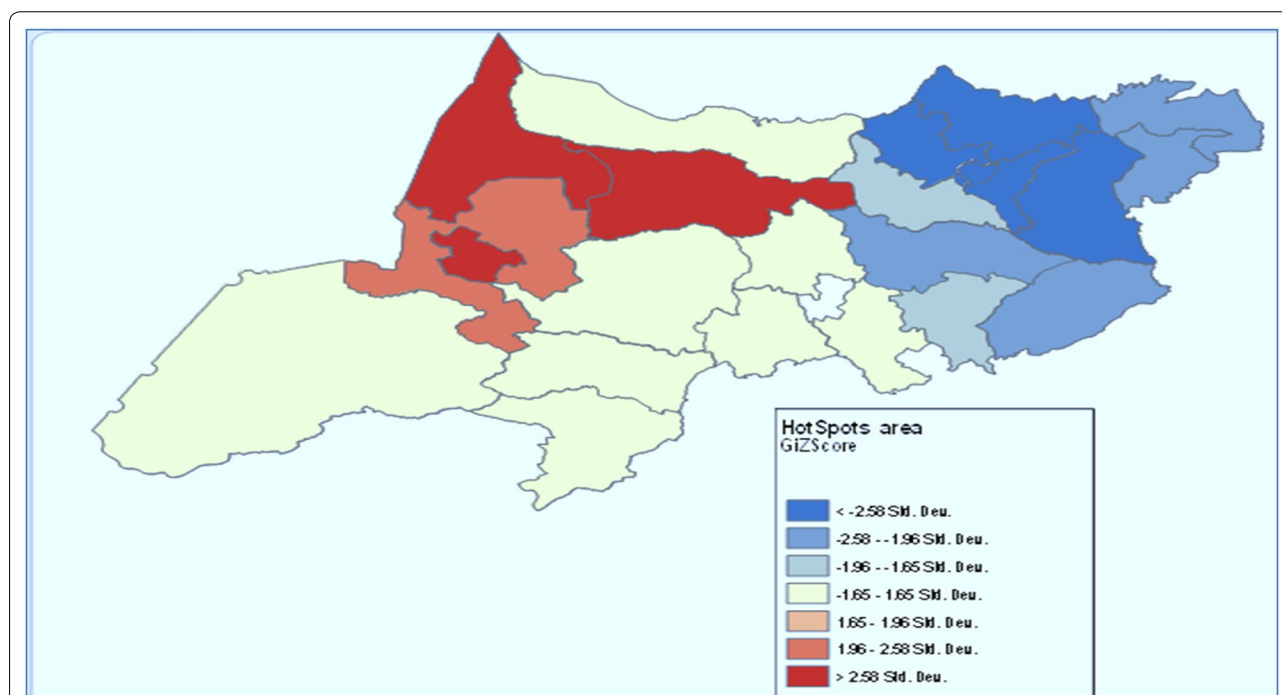 HotSpots area
GiZScore
< -2.58 Std. Dev.
-2.58 - -1.96 Std. Dev.
-1.96 - -1.65 Std. Dev.
-1.65 - 1.65 Std. Dev.
1.65 - 1.96 Std. Dev.
1.96 - 2.58 Std. Dev.
> 2.58 Std. Dev.